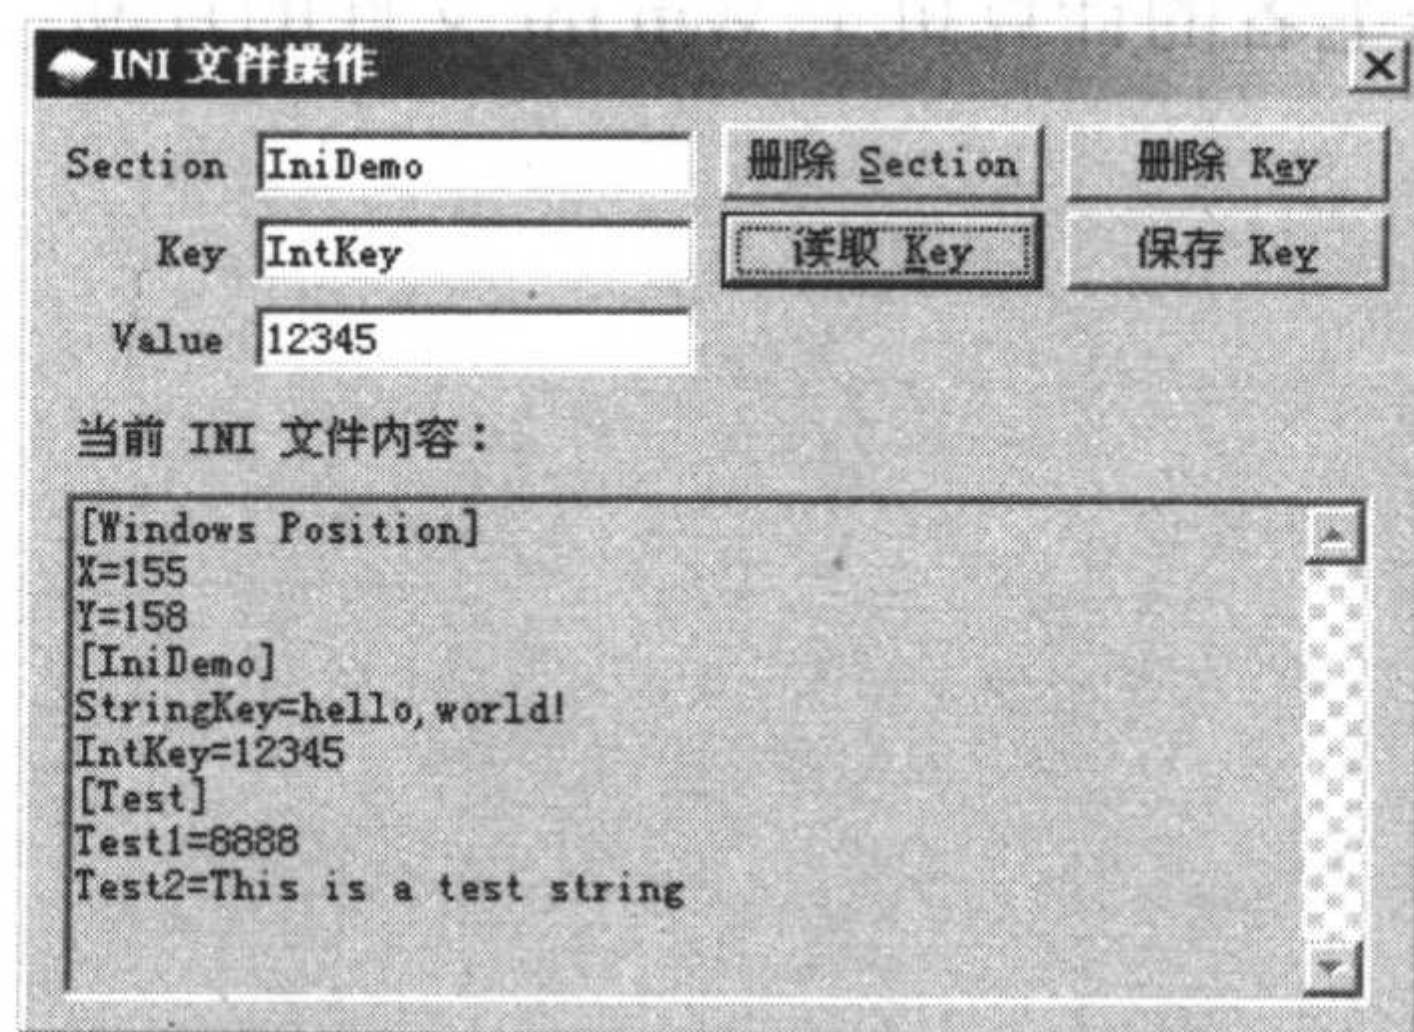 INI 文件操作
Section IniDemo 删除 Section 删除 Key
Key IntKey 读取 Key 保存 Key
Value 12345
当前 INI 文件内容：
[Windows Position]
X=155
Y=158
[IniDemo]
StringKey=hello,world!
IntKey=12345
[Test]
Test1=8888
Test2=This is a test string